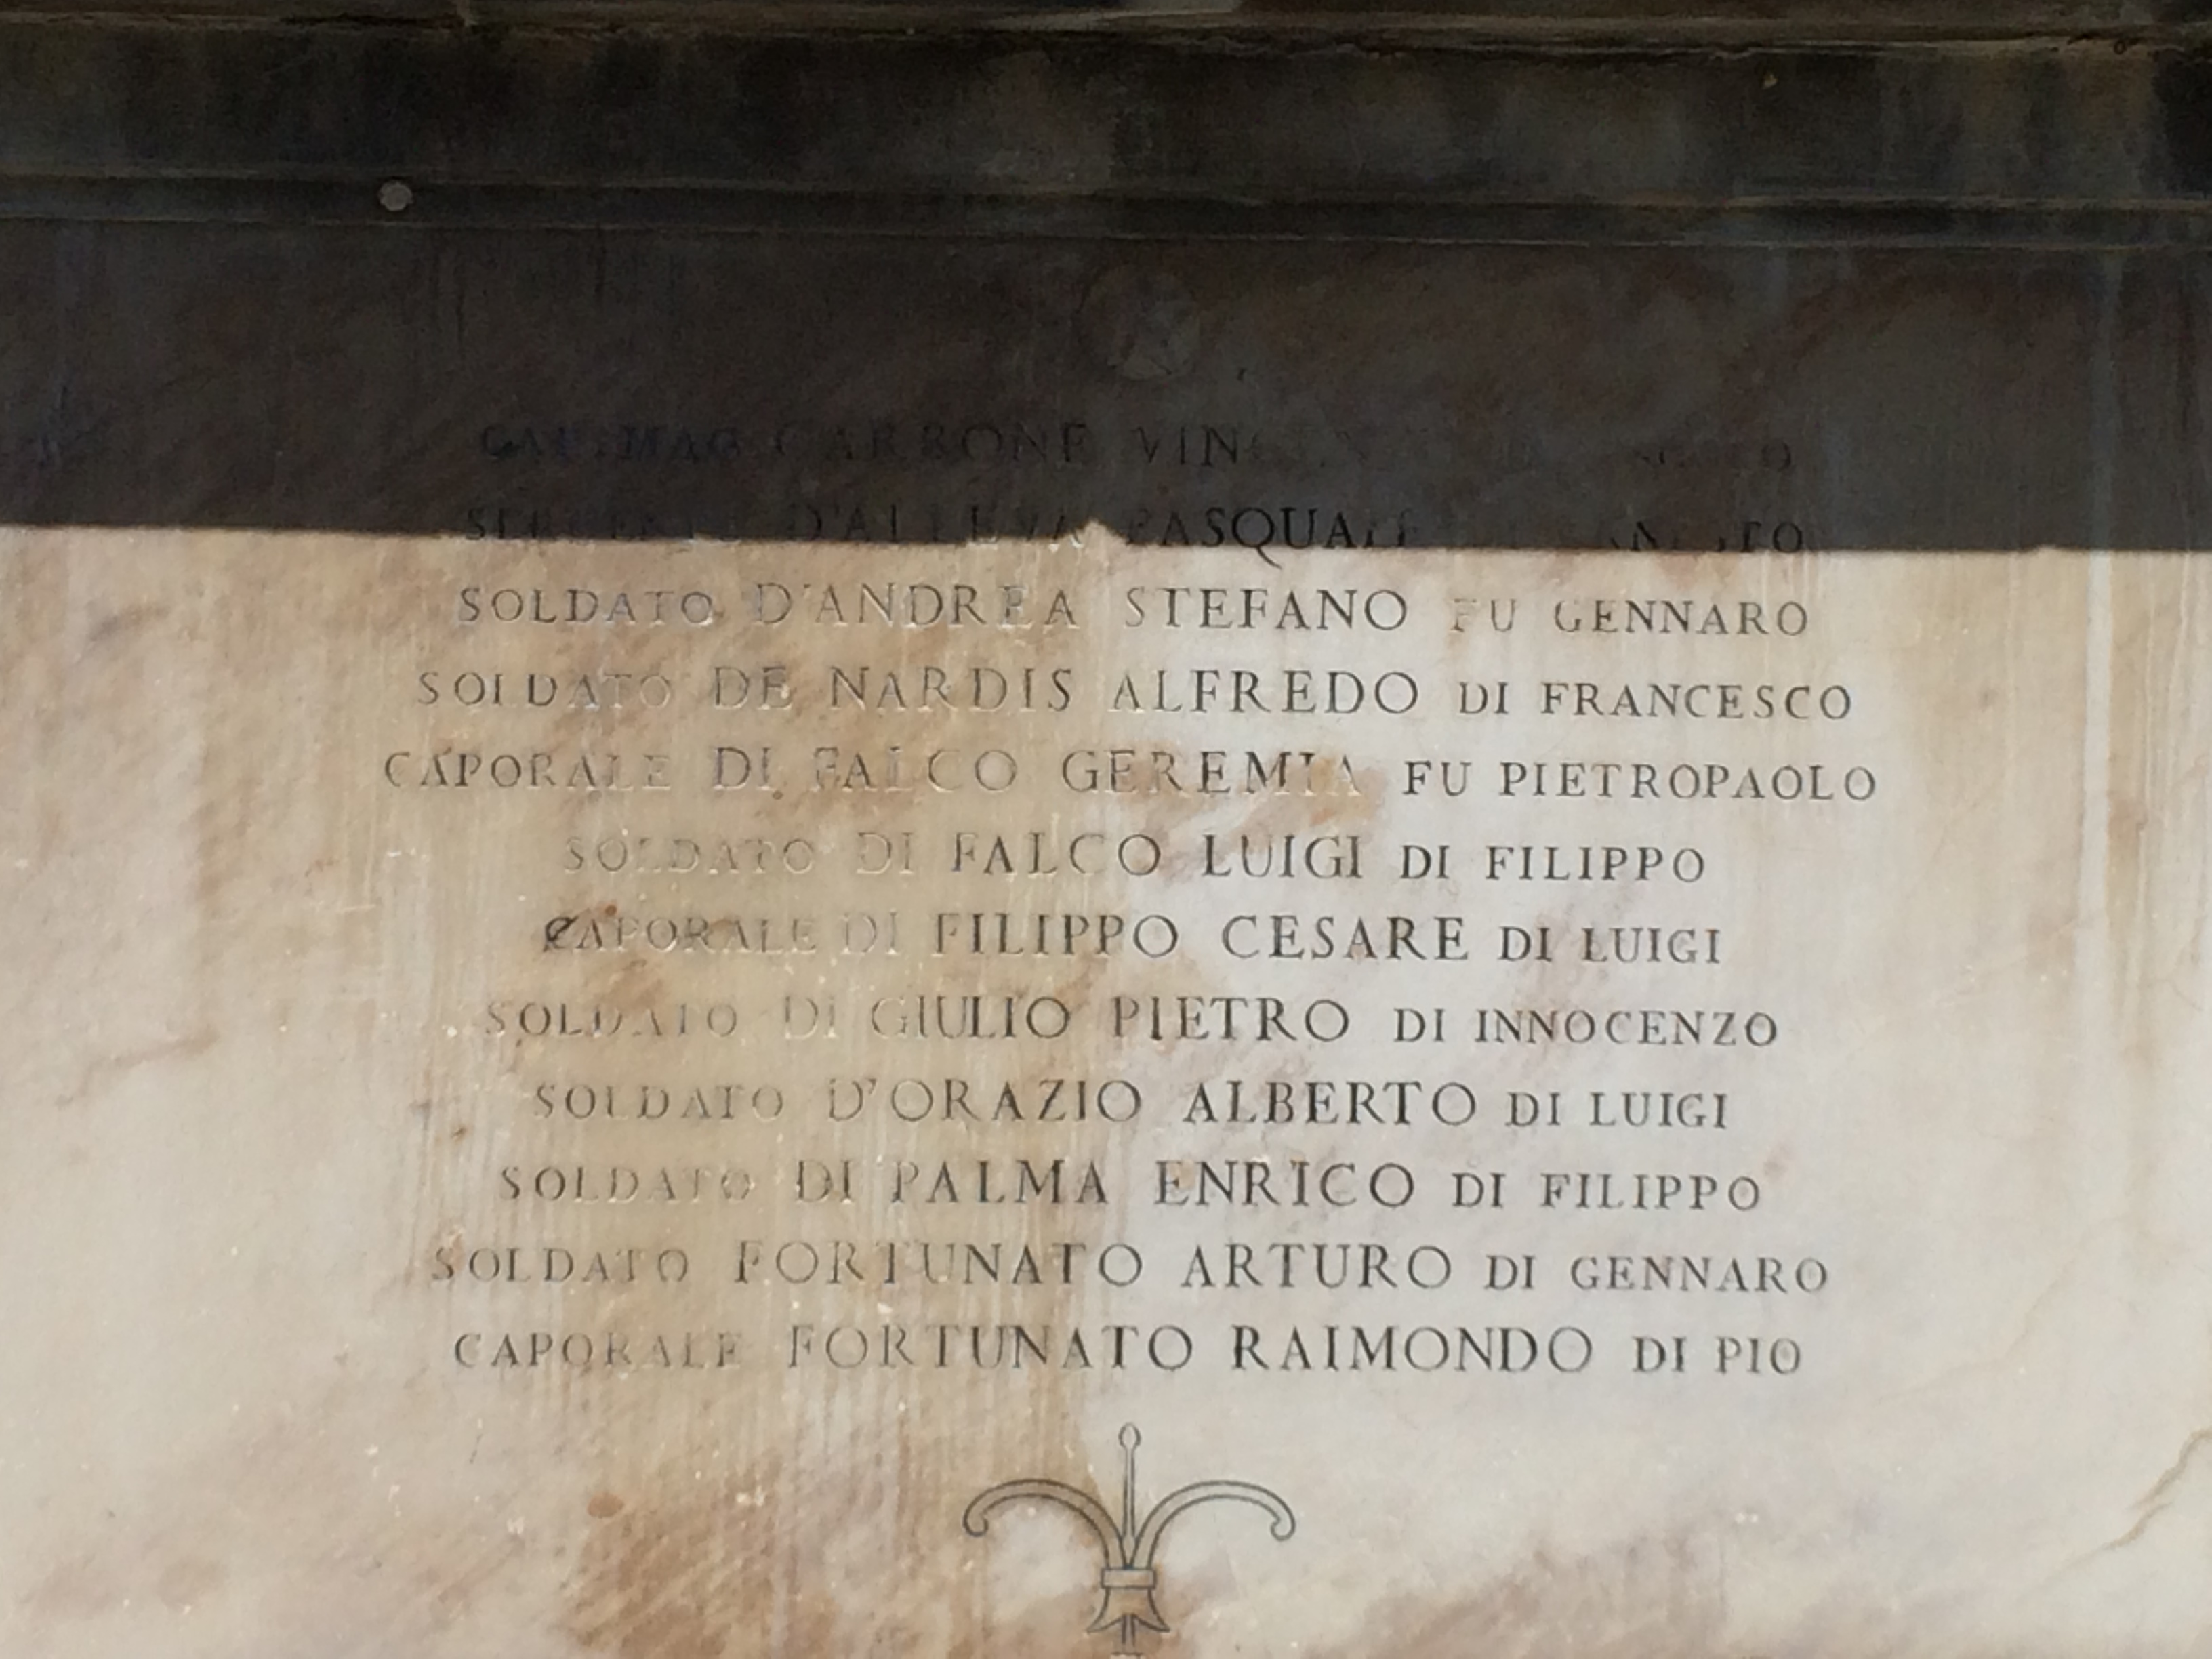 CAP. MAG. CARBONE
SERGENTE D'ALLEVA PASQUALE
SOLDATO D'ANDREA STEFANO FU GENNARO
SOLDATO DE NARDIS ALFREDO DI FRANCESCO
CAPORALE DI FALCO GEREMIA FU PIETROPAOLO
SOLDATO DI FALCO LUIGI DI FILIPPO
CAPORALE DI FILIPPO CESARE DI LUIGI
SOLDATO DI GIULIO PIETRO DI INNOCENZO
SOLDATO D'ORAZIO ALBERTO DI LUIGI
SOLDATO DI PALMA ENRICO DI FILIPPO
SOLDATO FORTUNATO ARTURO DI GENNARO
CAPORALE FORTUNATO RAIMONDO DI PIO